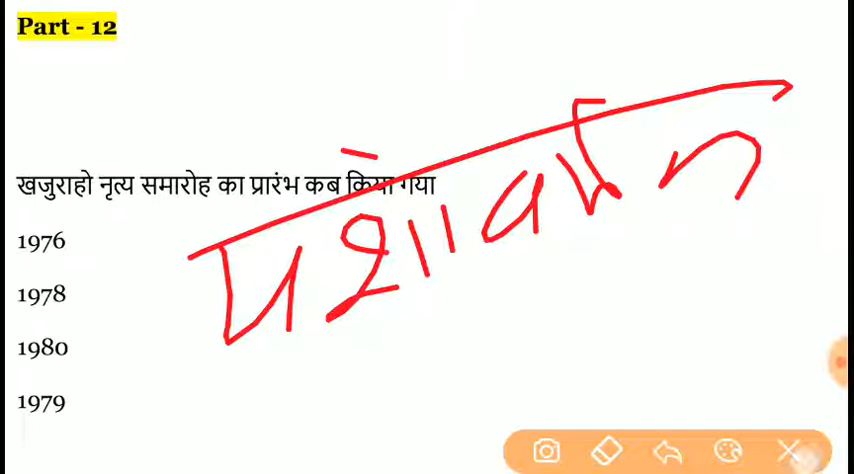 Part - 12
खजुराहो नृत्य समारोह का प्रारंभ कब किया गया
1976
1978
1980
1979